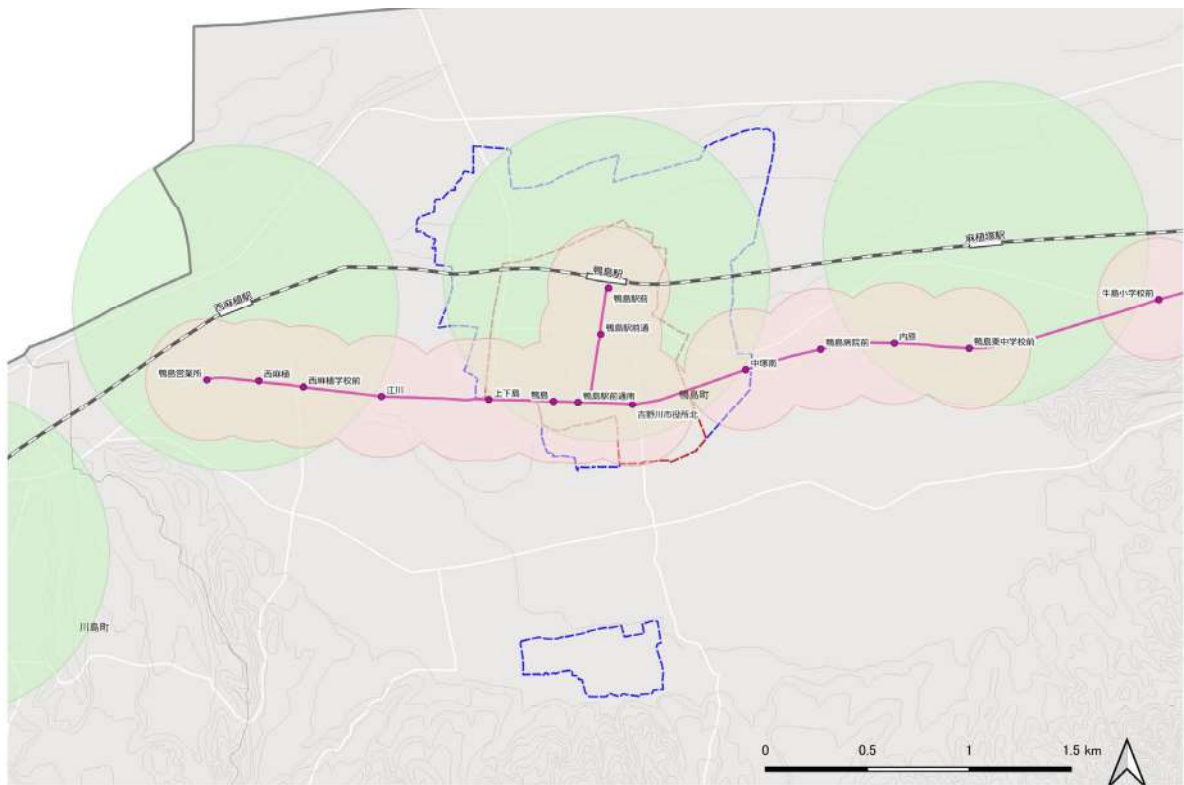 麻植塚駅
鴨島駅
西麻植駅
牛島小学校前
鴨島駅前
鴨島駅前通
鴨島病院前
内原
鴨島東中学校前
中塚南
鴨島営業所
西麻植
西麻植学校前
江川
上下島
鴨島
鴨島駅前通南
鴨島町
吉野川市役所北
川島町
0 0.5 1 1.5 km